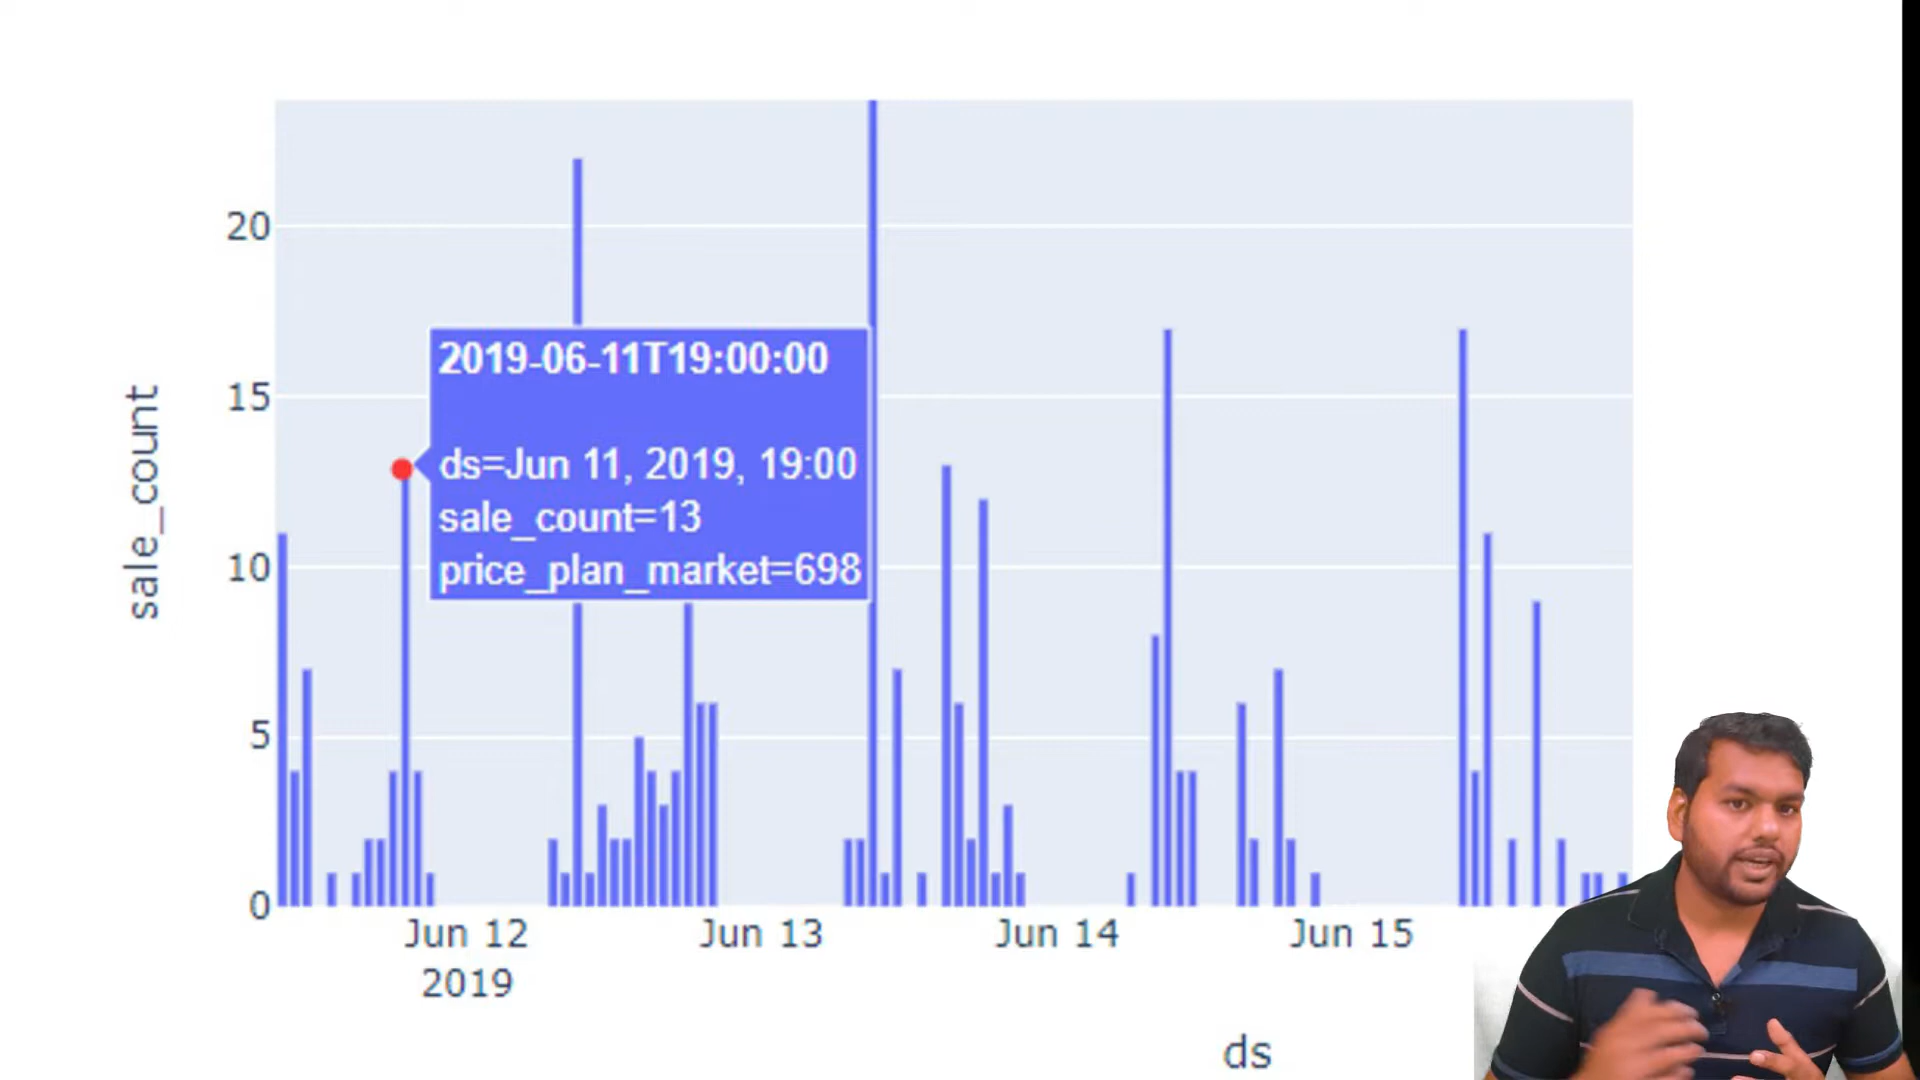 20
15
10
5
0
sale_count
2019-06-11T19:00:00
ds=Jun 11, 2019, 19:00
sale_count=13
price_plan_market=698
Jun 12
2019
Jun 13
Jun 14
Jun 15
ds